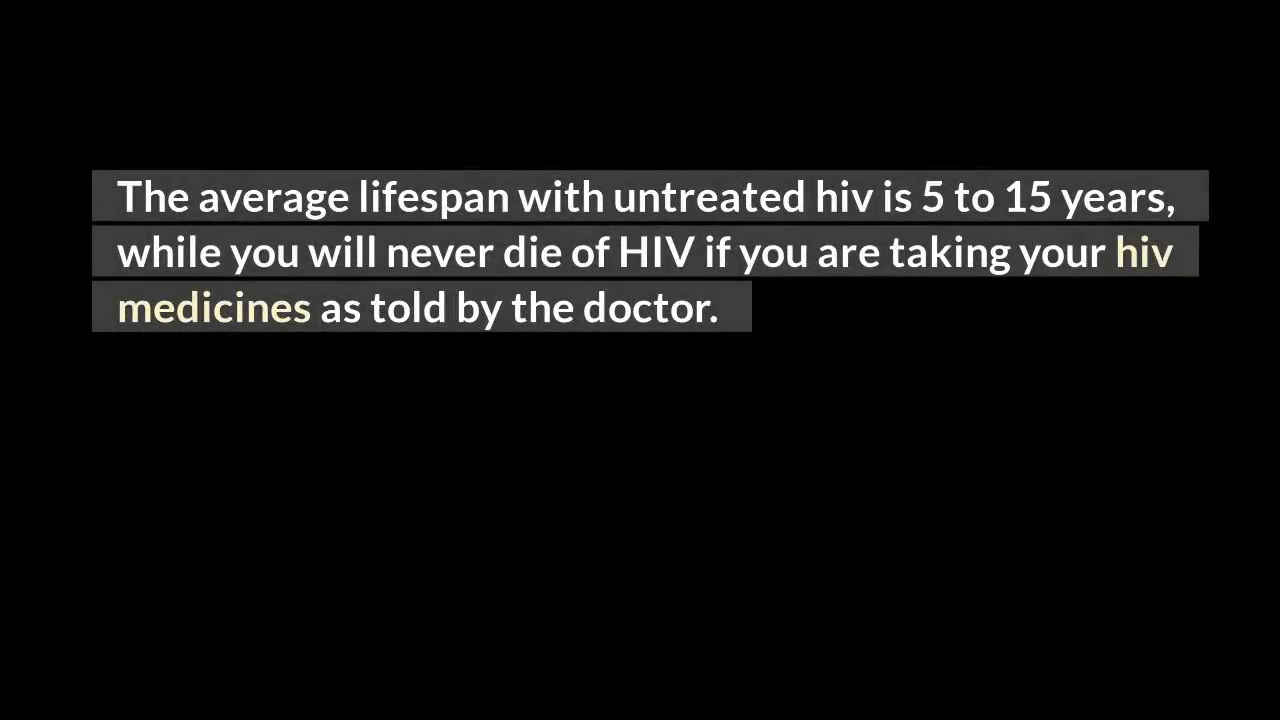 The average lifespan with untreated hiv is 5 to 15 years,
while you will never die of HIV if you are taking your hiv
medicines as told by the doctor.